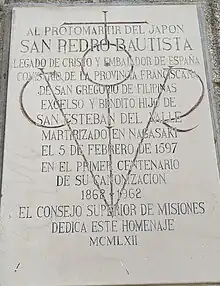 AL PROTOMARTIR DEL JAPON
SAN PEDRO BAUTISTA
LEGADO DE CRISTO Y EMBAJADOR DE ESPAÑA
COMISARIO DE LA PROVINCIA FRANCISCANA
DE SAN GREGORIO DE FILIPINAS
EXCELSO Y BENDITO HIJO DE
SAN ESTEBAN DEL VALLE
MARTIRIZADO EN NAGASAKI
EL 5 DE FEBRERO DE 1597
EN EL PRIMER CENTENARIO
DE SU CANONIZACION
1862 1962
EL CONSEJO SUPERIOR DE MISIONES
DEDICA ESTE HOMENAJE
MCMLXII